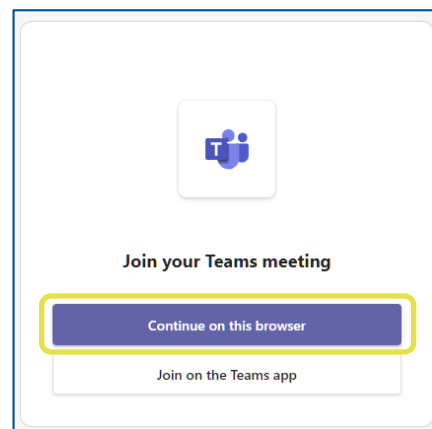 T
Join your Teams meeting
Continue on this browser
Join on the Teams app